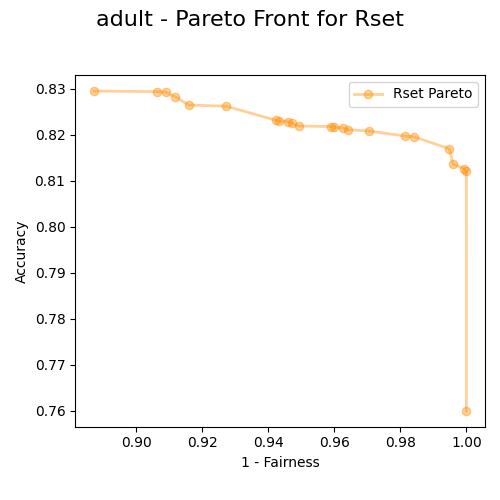 adult - Pareto Front for Rset
Rset Pareto
0.83
0.82
0.81
0.80
0.79
0.78
0.77
0.76
Accuracy
0.90 0.92 0.94 0.96 0.98 1.00
1 - Fairness